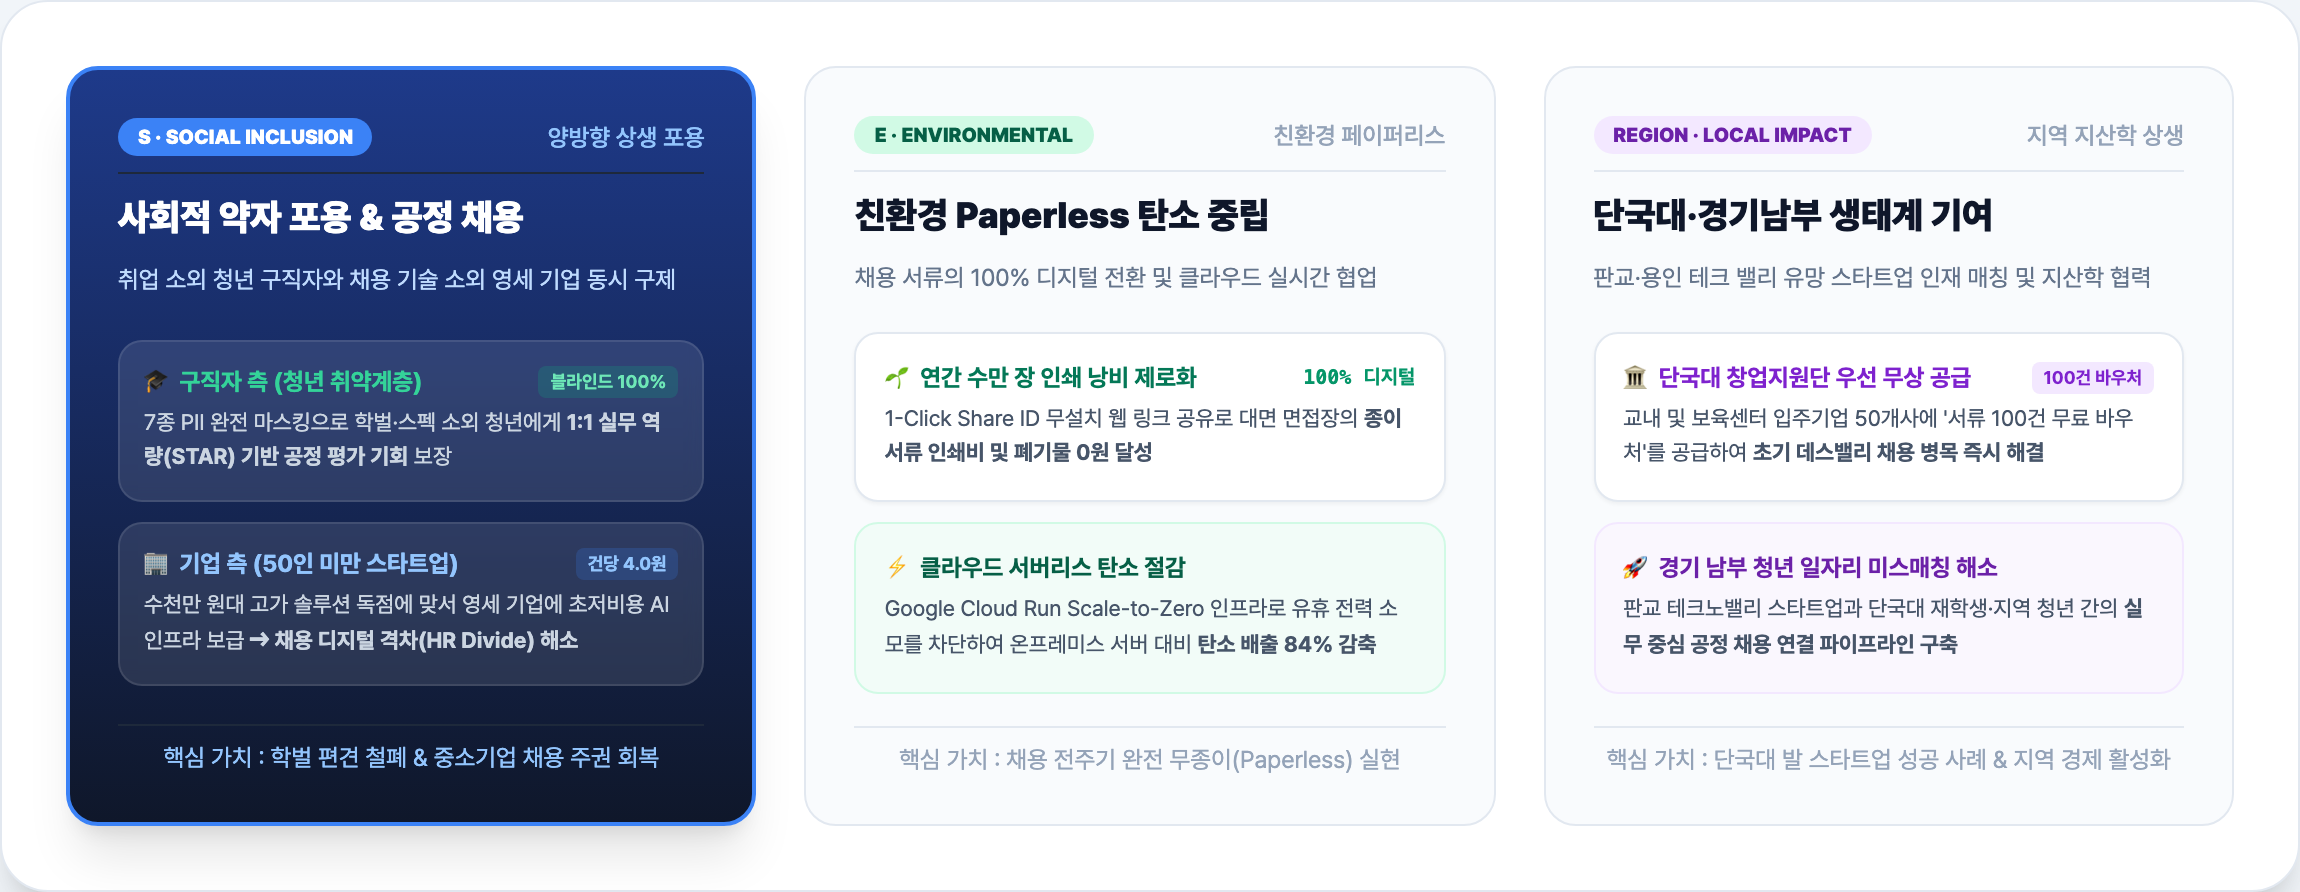 S · SOCIAL INCLUSION
양방향 상생 포용
사회적 약자 포용 & 공정 채용
취업 소외 청년 구직자와 채용 기술 소외 영세 기업 동시 구제
🎓 구직자 측 (청년 취약계층)
블라인드 100%
7종 PII 완전 마스킹으로 학벌·스펙 소외 청년에게 1:1 실무 역
량(STAR) 기반 공정 평가 기회 보장
🏢 기업 측 (50인 미만 스타트업)
건당 4.0원
수천만 원대 고가 솔루션 독점에 맞서 영세 기업에 초저비용 AI
인프라 보급 → 채용 디지털 격차(HR Divide) 해소
핵심 가치 : 학벌 편견 철폐 & 중소기업 채용 주권 회복
E · ENVIRONMENTAL
친환경 페이퍼리스
친환경 Paperless 탄소 중립
채용 서류의 100% 디지털 전환 및 클라우드 실시간 협업
🌱 연간 수만 장 인쇄 낭비 제로화
100% 디지털
1-Click Share ID 무설치 웹 링크 공유로 대면 면접장의 종이
서류 인쇄비 및 폐기물 0원 달성
⚡ 클라우드 서버리스 탄소 절감
Google Cloud Run Scale-to-Zero 인프라로 유휴 전력 소
모를 차단하여 온프레미스 서버 대비 탄소 배출 84% 감축
핵심 가치 : 채용 전주기 완전 무종이(Paperless) 실현
REGION · LOCAL IMPACT
지역 지산학 상생
단국대·경기남부 생태계 기여
판교·용인 테크 밸리 유망 스타트업 인재 매칭 및 지산학 협력
🏛️ 단국대 창업지원단 우선 무상 공급
100건 바우처
교내 및 보육센터 입주기업 50개사에 '서류 100건 무료 바우
처'를 공급하여 초기 데스밸리 채용 병목 즉시 해결
🚀 경기 남부 청년 일자리 미스매칭 해소
판교 테크노밸리 스타트업과 단국대 재학생·지역 청년 간의 실
무 중심 공정 채용 연결 파이프라인 구축
핵심 가치 : 단국대 발 스타트업 성공 사례 & 지역 경제 활성화